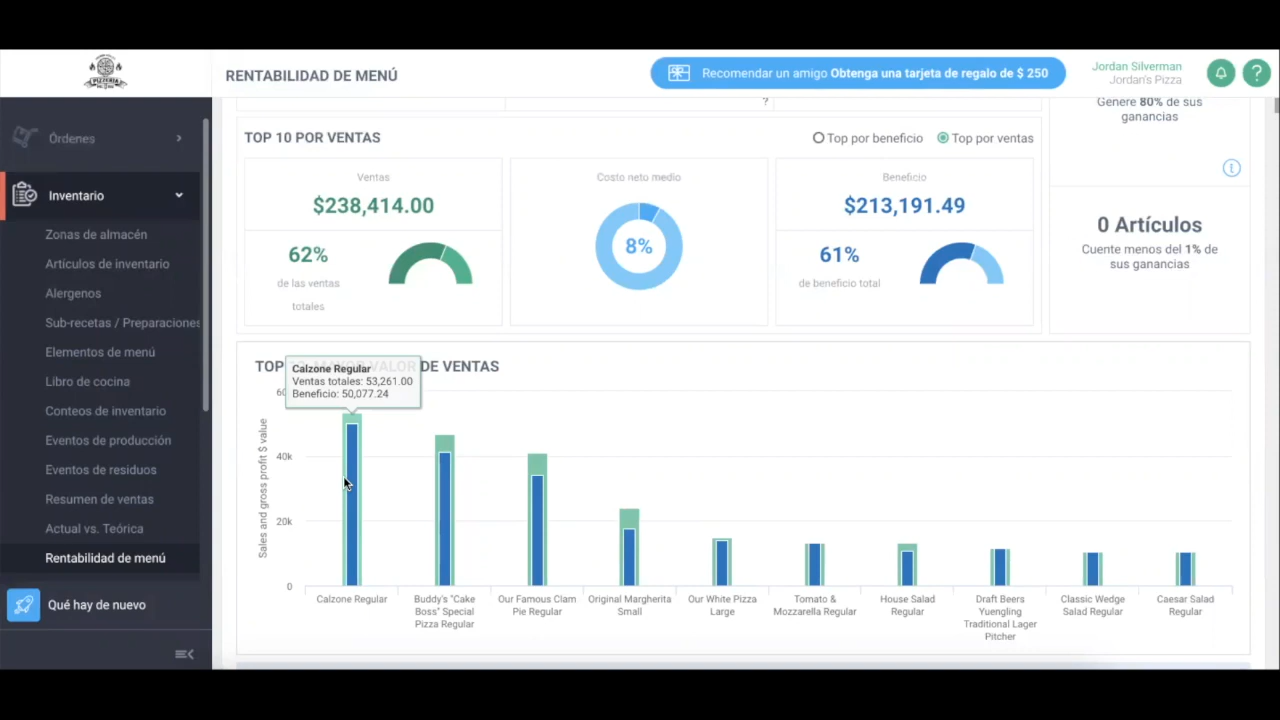 PIZZERIA
RENTABILIDAD DE MENÚ
Recomendar un amigo Obtenga una tarjeta de regalo de $ 250
Jordan Silverman
Jordan's Pizza
?
Órdenes
Inventario
Zonas de almacén
Artículos de inventario
Alergenos
Sub-recetas / Preparaciones
Elementos de menú
Libro de cocina
Conteos de inventario
Eventos de producción
Eventos de residuos
Resumen de ventas
Actual vs. Teórica
Rentabilidad de menú
Qué hay de nuevo
?
Genere 80% de sus
ganancias
TOP 10 POR VENTAS
Top por beneficio
Top por ventas
Ventas
$238,414.00
62%
de las ventas
totales
Costo neto medio
8%
Beneficio
$213,191.49
61%
de beneficio total
0 Artículos
Cuente menos del 1% de
sus ganancias
TOP 10, MAYOR VALOR DE VENTAS
Calzone Regular
Ventas totales: 53,261.00
Beneficio: 50,077.24
Sales and gross profit $ value
40k
20k
0
Calzone Regular
Buddy's "Cake
Boss" Special
Pizza Regular
Our Famous Clam
Pie Regular
Original Margherita
Small
Our White Pizza
Large
Tomato &
Mozzarella Regular
House Salad
Regular
Draft Beers
Yuengling
Traditional Lager
Pitcher
Classic Wedge
Salad Regular
Caesar Salad
Regular